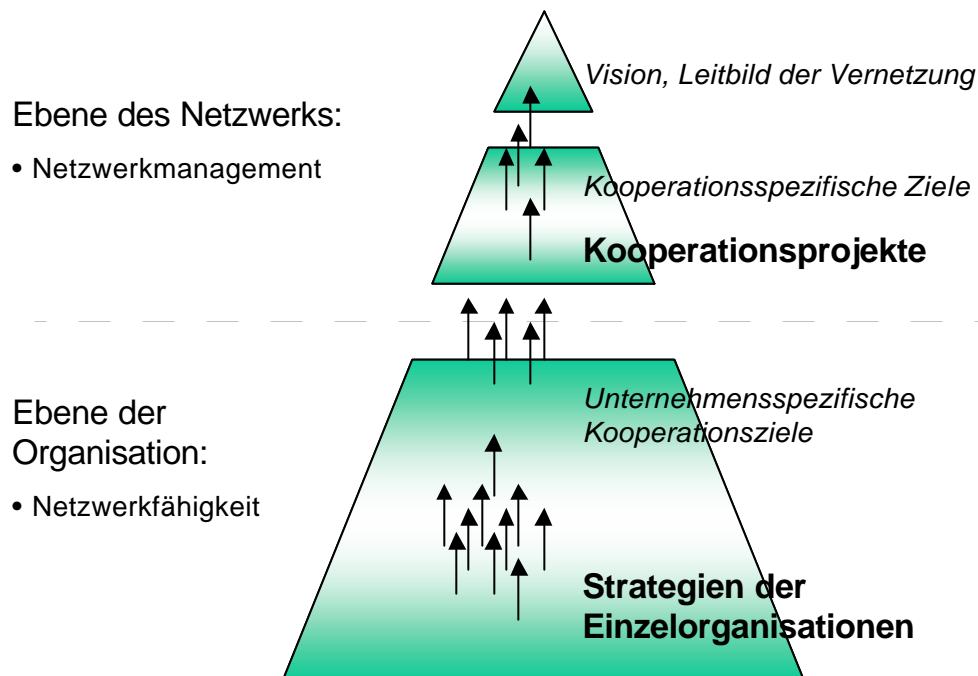 Vision, Leitbild der Vernetzung
Ebene des Netzwerks:
• Netzwerkmanagement
Kooperationsspezifische Ziele
Kooperationsprojekte
Unternehmensspezifische
Kooperationsziele
Ebene der
Organisation:
• Netzwerkfähigkeit
Strategien der
Einzelorganisationen